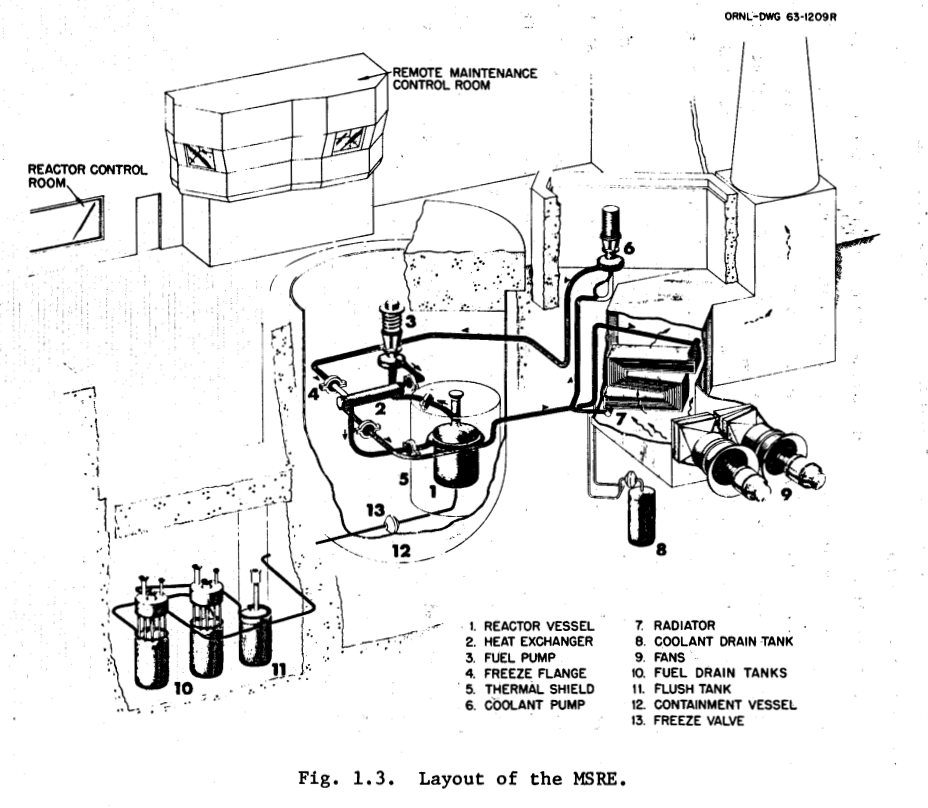 ORNL-DWG 63-1209R
REMOTE MAINTENANCE
CONTROL ROOM
REACTOR CONTROL
ROOM
6
3
4
2
7
5
1
9
13
12
8
10
11
1. REACTOR VESSEL
2. HEAT EXCHANGER
3. FUEL PUMP
4. FREEZE FLANGE
5. THERMAL SHIELD
6. COOLANT PUMP
7. RADIATOR
8. COOLANT DRAIN TANK
9. FANS
10. FUEL DRAIN TANKS
11. FLUSH TANK
12. CONTAINMENT VESSEL
13. FREEZE VALVE
Fig. 1.3. Layout of the MSRE.